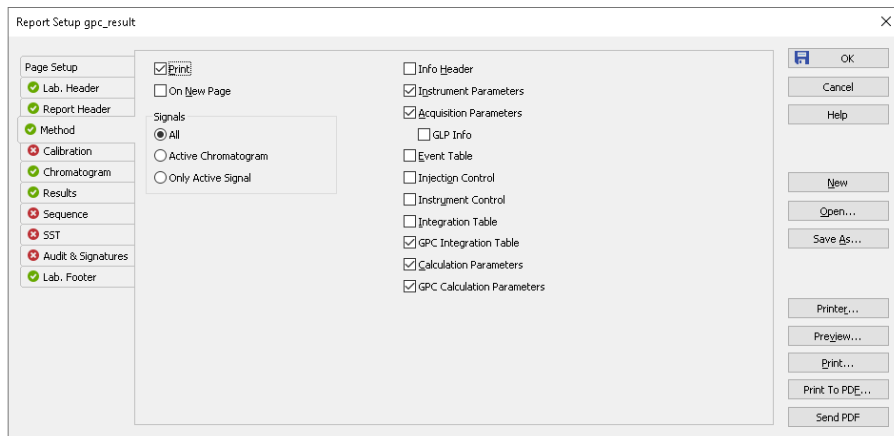 Report Setup gpc_result
Page Setup
Lab. Header
Report Header
Method
Calibration
Chromatogram
Results
Sequence
SST
Audit & Signatures
Lab. Footer
Print
On New Page
Signals
All
Active Chromatogram
Only Active Signal
Info Header
Instrument Parameters
Acquisition Parameters
GLP Info
Event Table
Injection Control
Instrument Control
Integration Table
GPC Integration Table
Calculation Parameters
GPC Calculation Parameters
OK
Cancel
Help
New
Open...
Save As...
Printer...
Preview...
Print...
Print To PDF...
Send PDF